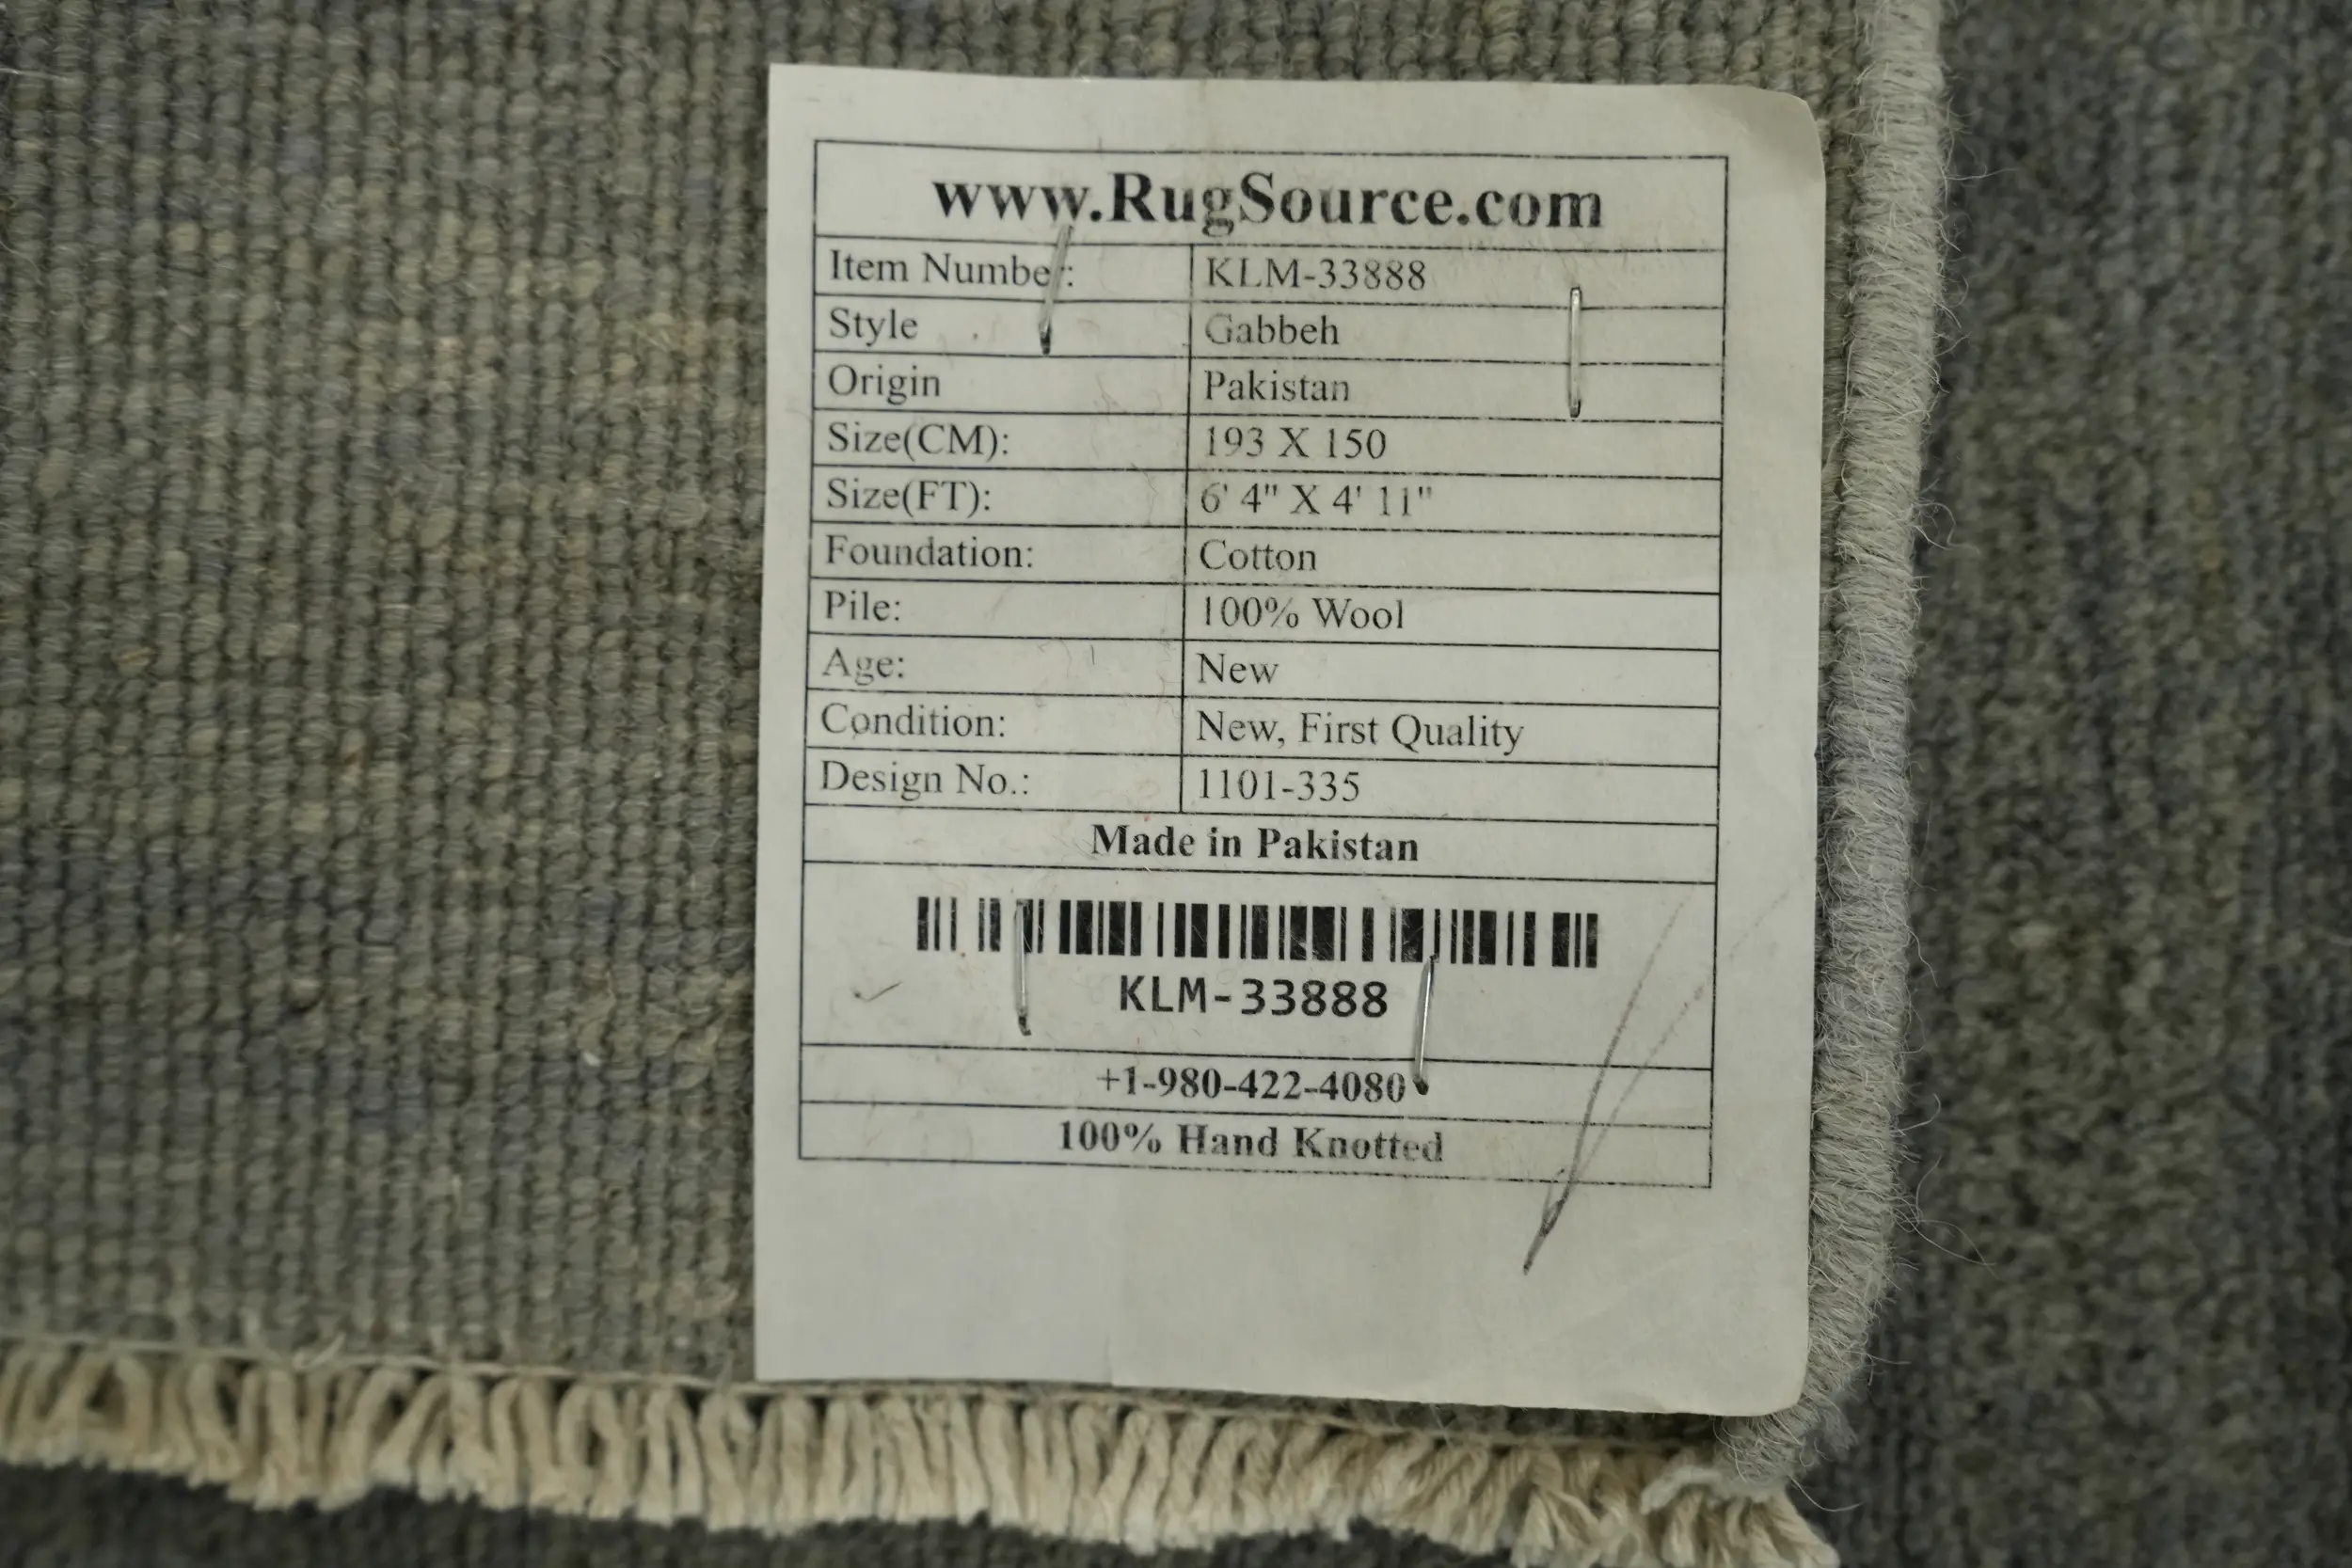 www.RugSource.com
Item Number: KLM-33888
Style Gabbeh
Origin Pakistan
Size(CM): 193 X 150
Size(FT): 6' 4" X 4' 11"
Foundation: Cotton
Pile: 100% Wool
Age: New
Condition: New, First Quality
Design No.: 1101-335
Made in Pakistan
KLM-33888
+1-980-422-4080
100% Hand Knotted